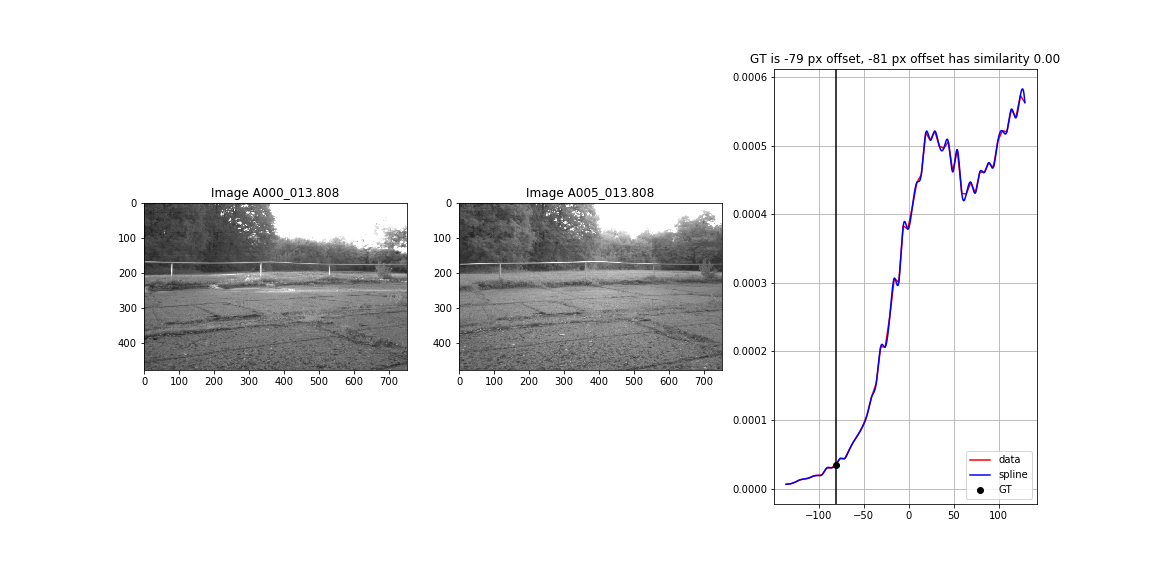 GT is -79 px offset, -81 px offset has similarity 0.00
Image A000_013.808
Image A005_013.808
0
100
200
300
400
0 100 200 300 400 500 600 700
0
100
200
300
400
0 100 200 300 400 500 600 700
0.0006
0.0005
0.0004
0.0003
0.0002
0.0001
0.0000
−100 −50 0 50 100
data
spline
GT